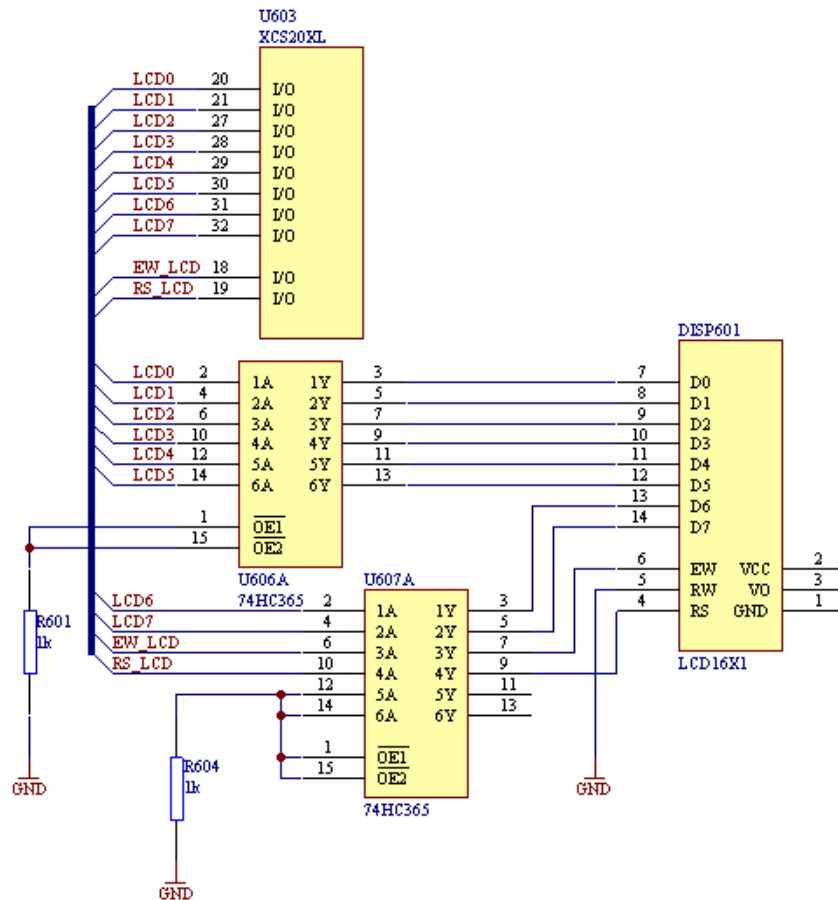 U603
XCS20XL
LCD0 20 I/O
LCD1 21 I/O
LCD2 27 I/O
LCD3 28 I/O
LCD4 29 I/O
LCD5 30 I/O
LCD6 31 I/O
LCD7 32 I/O
EW_LCD 18 I/O
RS_LCD 19 I/O
DISP601
LCD0 2 1A 1Y 3 7 D0
LCD1 4 2A 2Y 5 8 D1
LCD2 6 3A 3Y 7 9 D2
LCD3 10 4A 4Y 9 10 D3
LCD4 12 5A 5Y 11 11 D4
LCD5 14 6A 6Y 13 12 D5
13 D6
1 OE1 14 D7
15 OE2
6 EW VCC 2
U606A U607A 5 RW VO 3
74HC365
LCD6 2 1A 1Y 3 4 RS GND 1
R601
1k
LCD7 4 2A 2Y 5
EW_LCD 6 3A 3Y 7
RS_LCD 10 4A 4Y 9 LCD16X1
12 5A 5Y 11
14 6A 6Y 13
1 OE1
R604
1k
15 OE2
GND GND
74HC365
GND